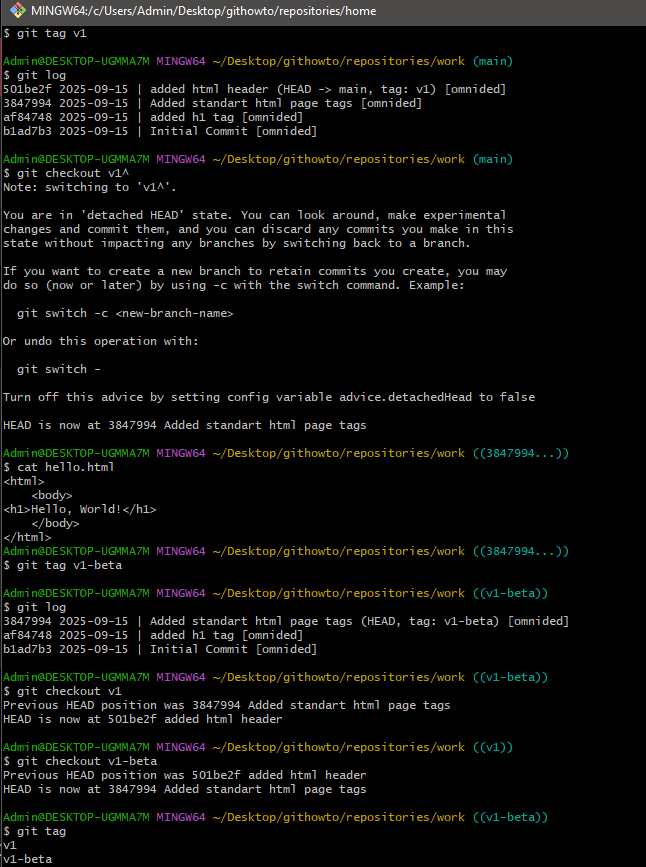 MINGW64:/c/Users/Admin/Desktop/githowto/repositories/home
$ git tag v1
Admin@DESKTOP-UGMMA7M MINGW64 ~/Desktop/githowto/repositories/work (main)
$ git log
501be2f 2025-09-15 | added html header (HEAD -> main, tag: v1) [omnided]
3847994 2025-09-15 | Added standart html page tags [omnided]
af84748 2025-09-15 | added h1 tag [omnided]
b1ad7b3 2025-09-15 | Initial Commit [omnided]
Admin@DESKTOP-UGMMA7M MINGW64 ~/Desktop/githowto/repositories/work (main)
$ git checkout v1^
Note: switching to 'v1^'.
You are in 'detached HEAD' state. You can look around, make experimental
changes and commit them, and you can discard any commits you make in this
state without impacting any branches by switching back to a branch.
If you want to create a new branch to retain commits you create, you may
do so (now or later) by using -c with the switch command. Example:
  git switch -c <new-branch-name>
Or undo this operation with:
  git switch -
Turn off this advice by setting config variable advice.detachedHead to false
HEAD is now at 3847994 Added standart html page tags
Admin@DESKTOP-UGMMA7M MINGW64 ~/Desktop/githowto/repositories/work ((3847994...))
$ cat hello.html
<html>
    <body>
<h1>Hello, World!</h1>
    </body>
</html>
Admin@DESKTOP-UGMMA7M MINGW64 ~/Desktop/githowto/repositories/work ((3847994...))
$ git tag v1-beta
Admin@DESKTOP-UGMMA7M MINGW64 ~/Desktop/githowto/repositories/work ((v1-beta))
$ git log
3847994 2025-09-15 | Added standart html page tags (HEAD, tag: v1-beta) [omnided]
af84748 2025-09-15 | added h1 tag [omnided]
b1ad7b3 2025-09-15 | Initial Commit [omnided]
Admin@DESKTOP-UGMMA7M MINGW64 ~/Desktop/githowto/repositories/work ((v1-beta))
$ git checkout v1
Previous HEAD position was 3847994 Added standart html page tags
HEAD is now at 501be2f added html header
Admin@DESKTOP-UGMMA7M MINGW64 ~/Desktop/githowto/repositories/work ((v1))
$ git checkout v1-beta
Previous HEAD position was 501be2f added html header
HEAD is now at 3847994 Added standart html page tags
Admin@DESKTOP-UGMMA7M MINGW64 ~/Desktop/githowto/repositories/work ((v1-beta))
$ git tag
v1
v1-beta